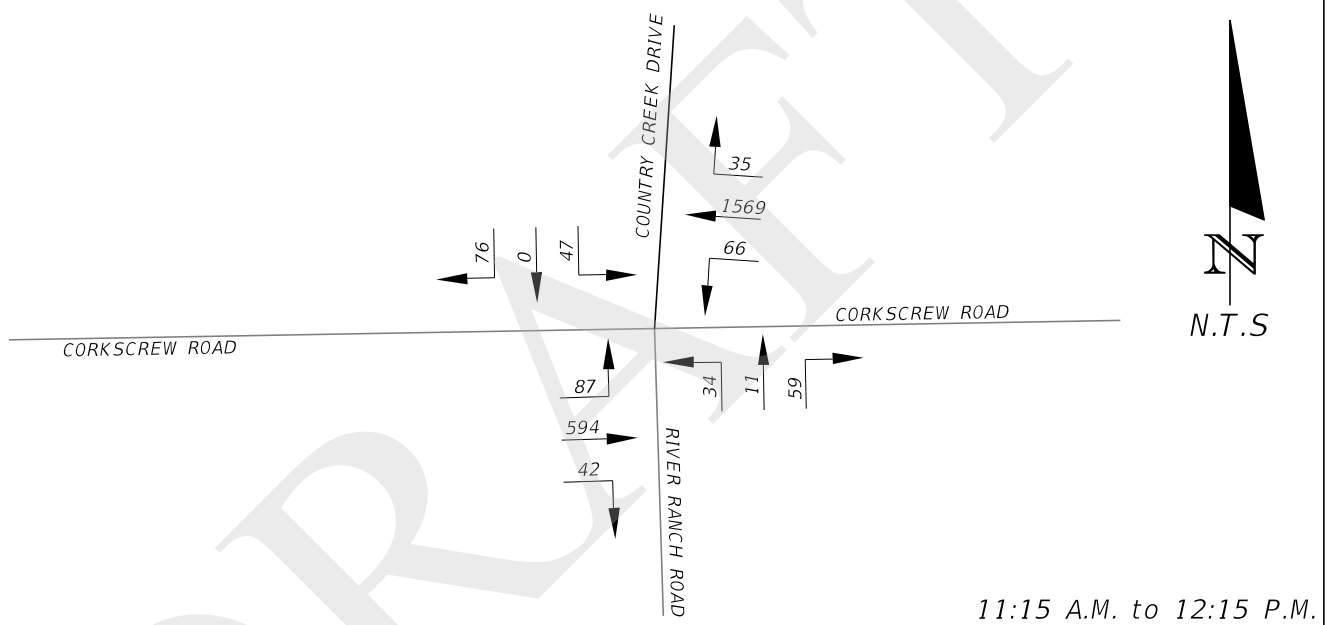 COUNTRY CREEK DRIVE
35
1569
66
76
0
47
CORKSCREW ROAD
CORKSCREW ROAD
N
N.T.S
87
594
42
34
11
59
RIVER RANCH ROAD
11:15 A.M. to 12:15 P.M.
DRAFT